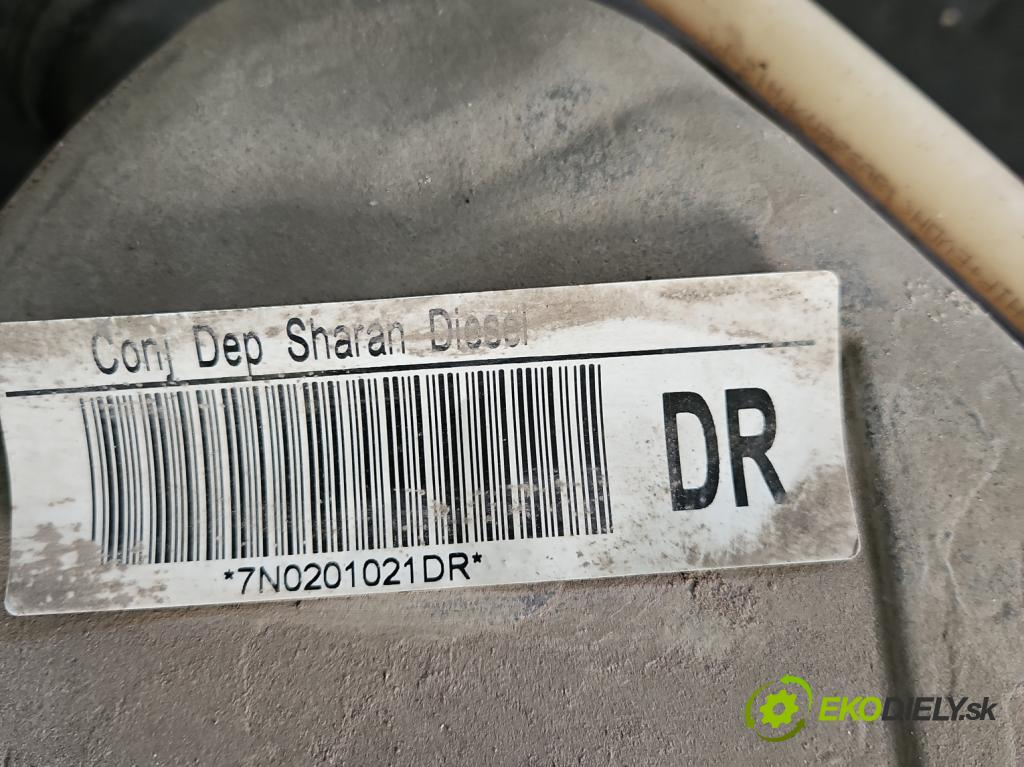 Conj Dep Sharan Diesel
DR
*7N0201021DR*
EKODIELY.sk